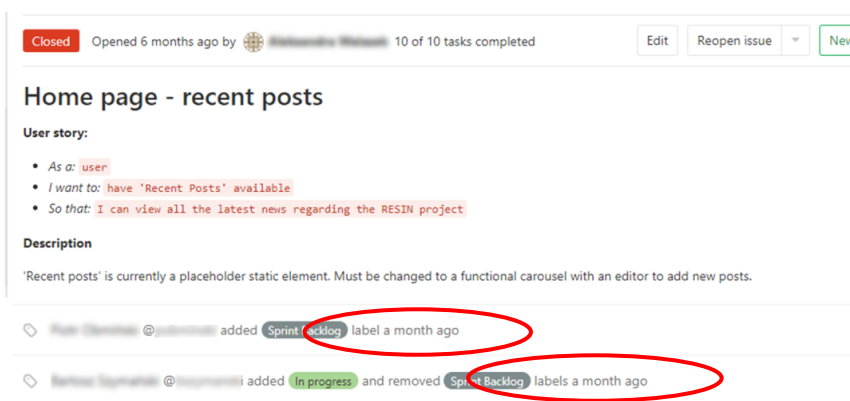 Closed Opened 6 months ago by 10 of 10 tasks completed Edit Reopen issue New
Home page - recent posts
User story:
• As a: user
• I want to: have 'Recent Posts' available
• So that: I can view all the latest news regarding the RESIN project
Description
'Recent posts' is currently a placeholder static element. Must be changed to a functional carousel with an editor to add new posts.
@ added Sprint Backlog label a month ago
@ i added In progress and removed Sprint Backlog labels a month ago